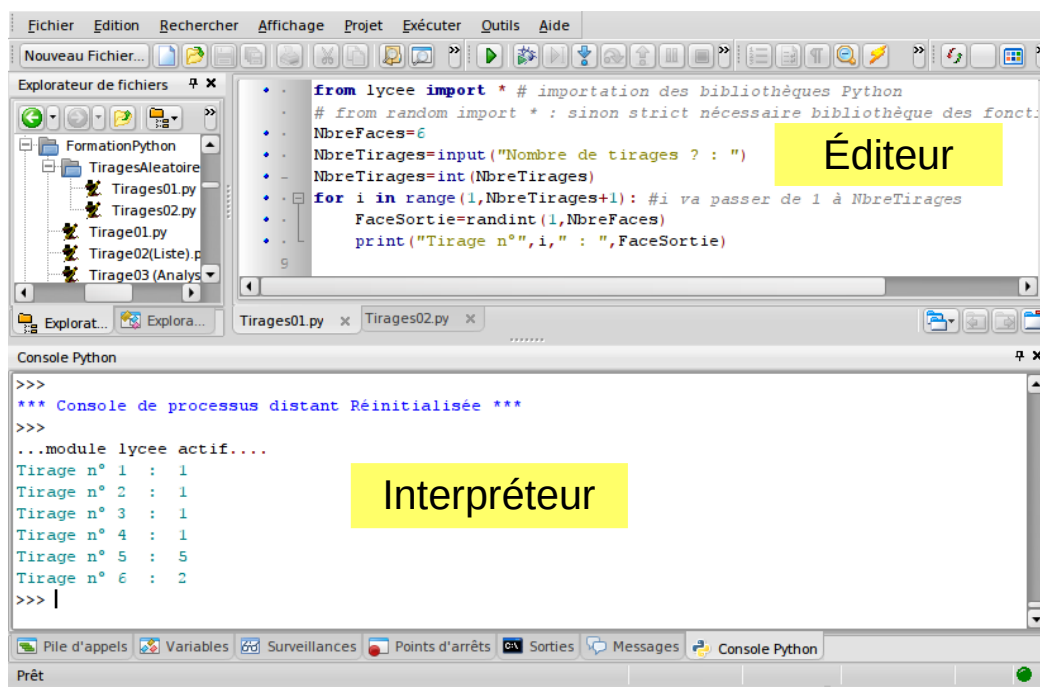 Fichier Edition Rechercher Affichage Projet Exécuter Outils Aide
Nouveau Fichier...
Explorateur de fichiers
FormationPython
TiragesAleatoire
Tirages01.py
Tirages02.py
Tirage01.py
Tirage02(Liste).p
Tirage03 (Analys
Explorat... Explora...
from lycee import * # importation des bibliothèques Python
# from random import * : sinon strict nécessaire bibliothèque des foncti
NbreFaces=6
NbreTirages=input("Nombre de tirages ? : ")
NbreTirages=int(NbreTirages)
for i in range(1,NbreTirages+1): #i va passer de 1 à NbreTirages
FaceSortie=randint(1,NbreFaces)
print("Tirage n°",i," : ",FaceSortie)
9
Éditeur
Tirages01.py Tirages02.py
Console Python
>>>
*** Console de processus distant Réinitialisée ***
>>>
...module lycee actif....
Tirage n° 1 : 1
Tirage n° 2 : 1
Tirage n° 3 : 1
Tirage n° 4 : 1
Tirage n° 5 : 5
Tirage n° 6 : 2
>>>
Interpréteur
Pile d'appels Variables Surveillances Points d'arrêts Sorties Messages Console Python
Prêt